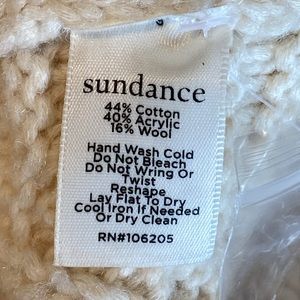 sundance
44% Cotton
40% Acrylic
16% Wool
Hand Wash Cold
Do Not Bleach
Do Not Wring Or
Twist
Reshape
Lay Flat To Dry
Cool Iron If Needed
Or Dry Clean
RN#106205